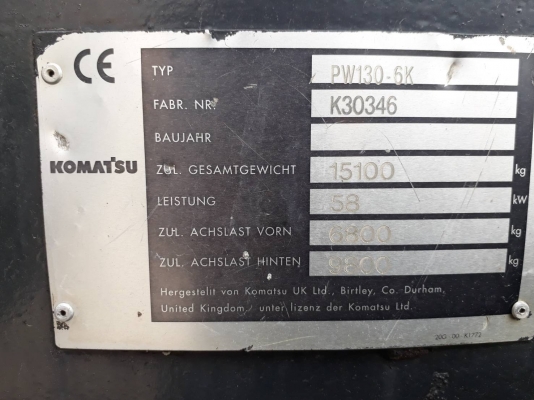 CE
TYP PW130-6K
FABR. NR. K30346
BAUJAHR
KOMATSU
ZUL. GESAMTGEWICHT 15100 kg
LEISTUNG 58 kW
ZUL. ACHSLAST VORN 6800 kg
ZUL. ACHSLAST HINTEN kg
Hergestellt von Komatsu UK Ltd., Birtley, Co. Durham,
United Kingdom/ unter lizenz der Komatsu Ltd.